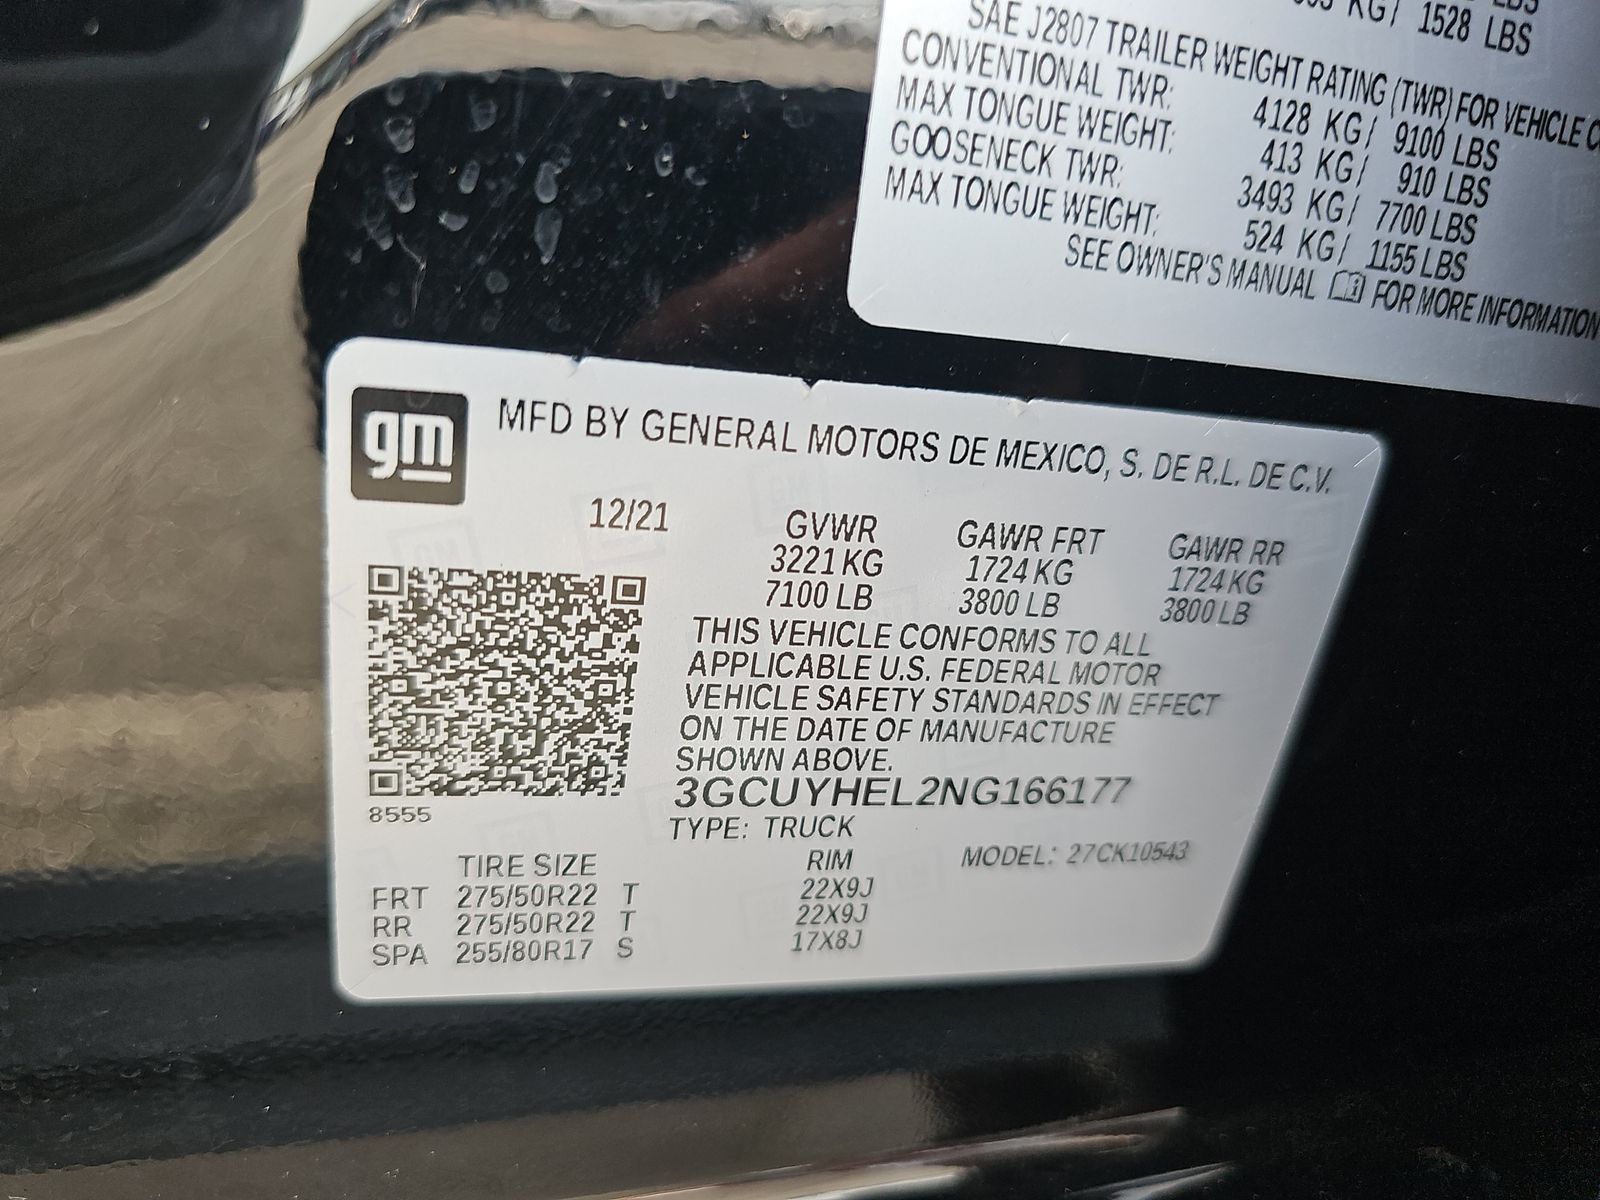 KG/ 1528 LBS
SAE J2807 TRAILER WEIGHT RATING (TWR) FOR VEHICLE
CONVENTIONAL TWR: 4128 KG/ 9100 LBS
MAX TONGUE WEIGHT: 413 KG/ 910 LBS
GOOSENECK TWR: 3493 KG/ 7700 LBS
MAX TONGUE WEIGHT: 524 KG/ 1155 LBS
SEE OWNER'S MANUAL FOR MORE INFORMATION
gm MFD BY GENERAL MOTORS DE MEXICO, S. DE R.L. DE C.V.
12/21 GVWR GAWR FRT GAWR RR
3221 KG 1724 KG 1724 KG
7100 LB 3800 LB 3800 LB
THIS VEHICLE CONFORMS TO ALL
APPLICABLE U.S. FEDERAL MOTOR
VEHICLE SAFETY STANDARDS IN EFFECT
ON THE DATE OF MANUFACTURE
SHOWN ABOVE.
3GCUYHEL2NG166177
8555
TYPE: TRUCK
TIRE SIZE RIM MODEL: 27CK10543
FRT 275/50R22 T 22X9J
RR 275/50R22 T 22X9J
SPA 255/80R17 S 17X8J